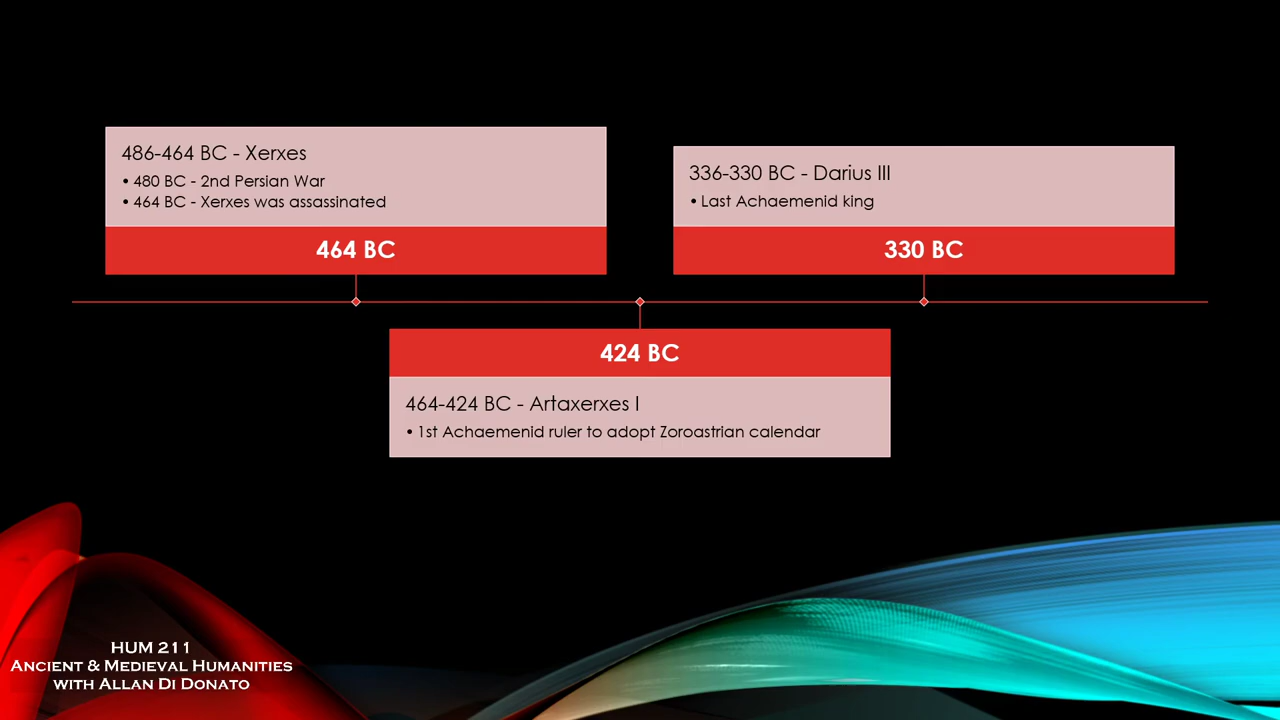 486-464 BC - Xerxes
• 480 BC - 2nd Persian War
• 464 BC - Xerxes was assassinated
464 BC
336-330 BC - Darius III
• Last Achaemenid king
330 BC
424 BC
464-424 BC - Artaxerxes I
• 1st Achaemenid ruler to adopt Zoroastrian calendar
HUM 211
Ancient & Medieval Humanities
with Allan Di Donato